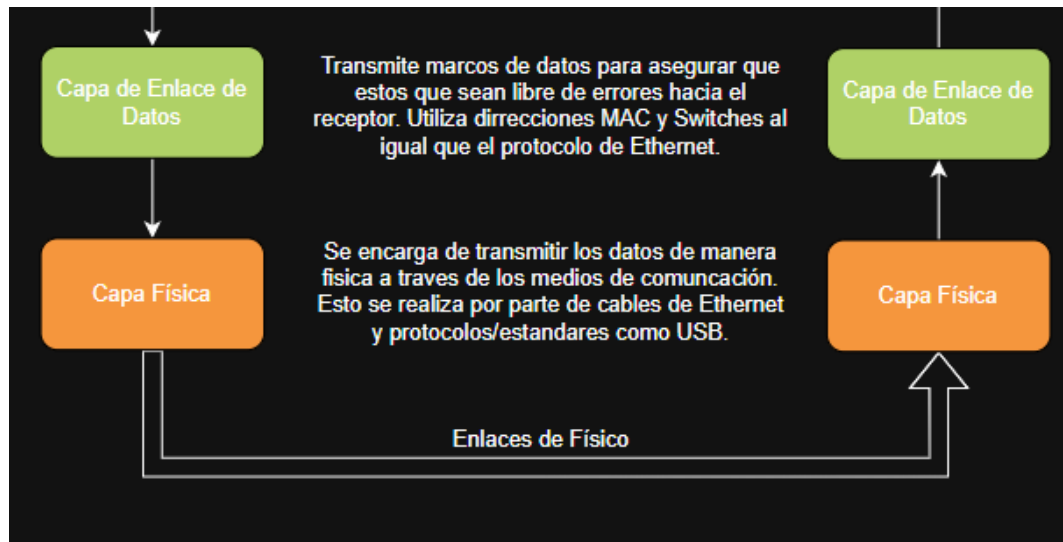 Capa de Enlace de
Datos
Transmite marcos de datos para asegurar que
estos que sean libre de errores hacia el
receptor. Utiliza dirrecciones MAC y Switches al
igual que el protocolo de Ethernet.
Capa de Enlace de
Datos
Capa Física
Se encarga de transmitir los datos de manera
fisica a traves de los medios de comuncación.
Esto se realiza por parte de cables de Ethernet
y protocolos/estandares como USB.
Capa Física
Enlaces de Físico